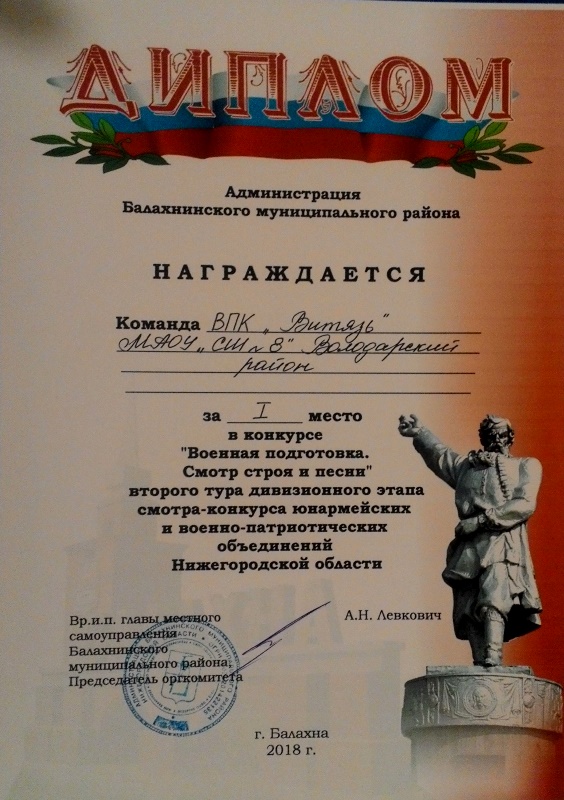 ДИПЛОМ
Администрация
Балахнинского муниципального района
НАГРАЖДАЕТСЯ
Команда ВПК „Витязь"
МАОУ „СШ № 8" Володарский
район
за I место
в конкурсе
"Военная подготовка.
Смотр строя и песни"
второго тура дивизионного этапа
смотра-конкурса юнармейских
и военно-патриотических
объединений
Нижегородской области
Вр.и.п. главы местного
самоуправления
Балахнинского
муниципального района,
Председатель оргкомитета
А.Н. Левкович
г. Балахна
2018 г.